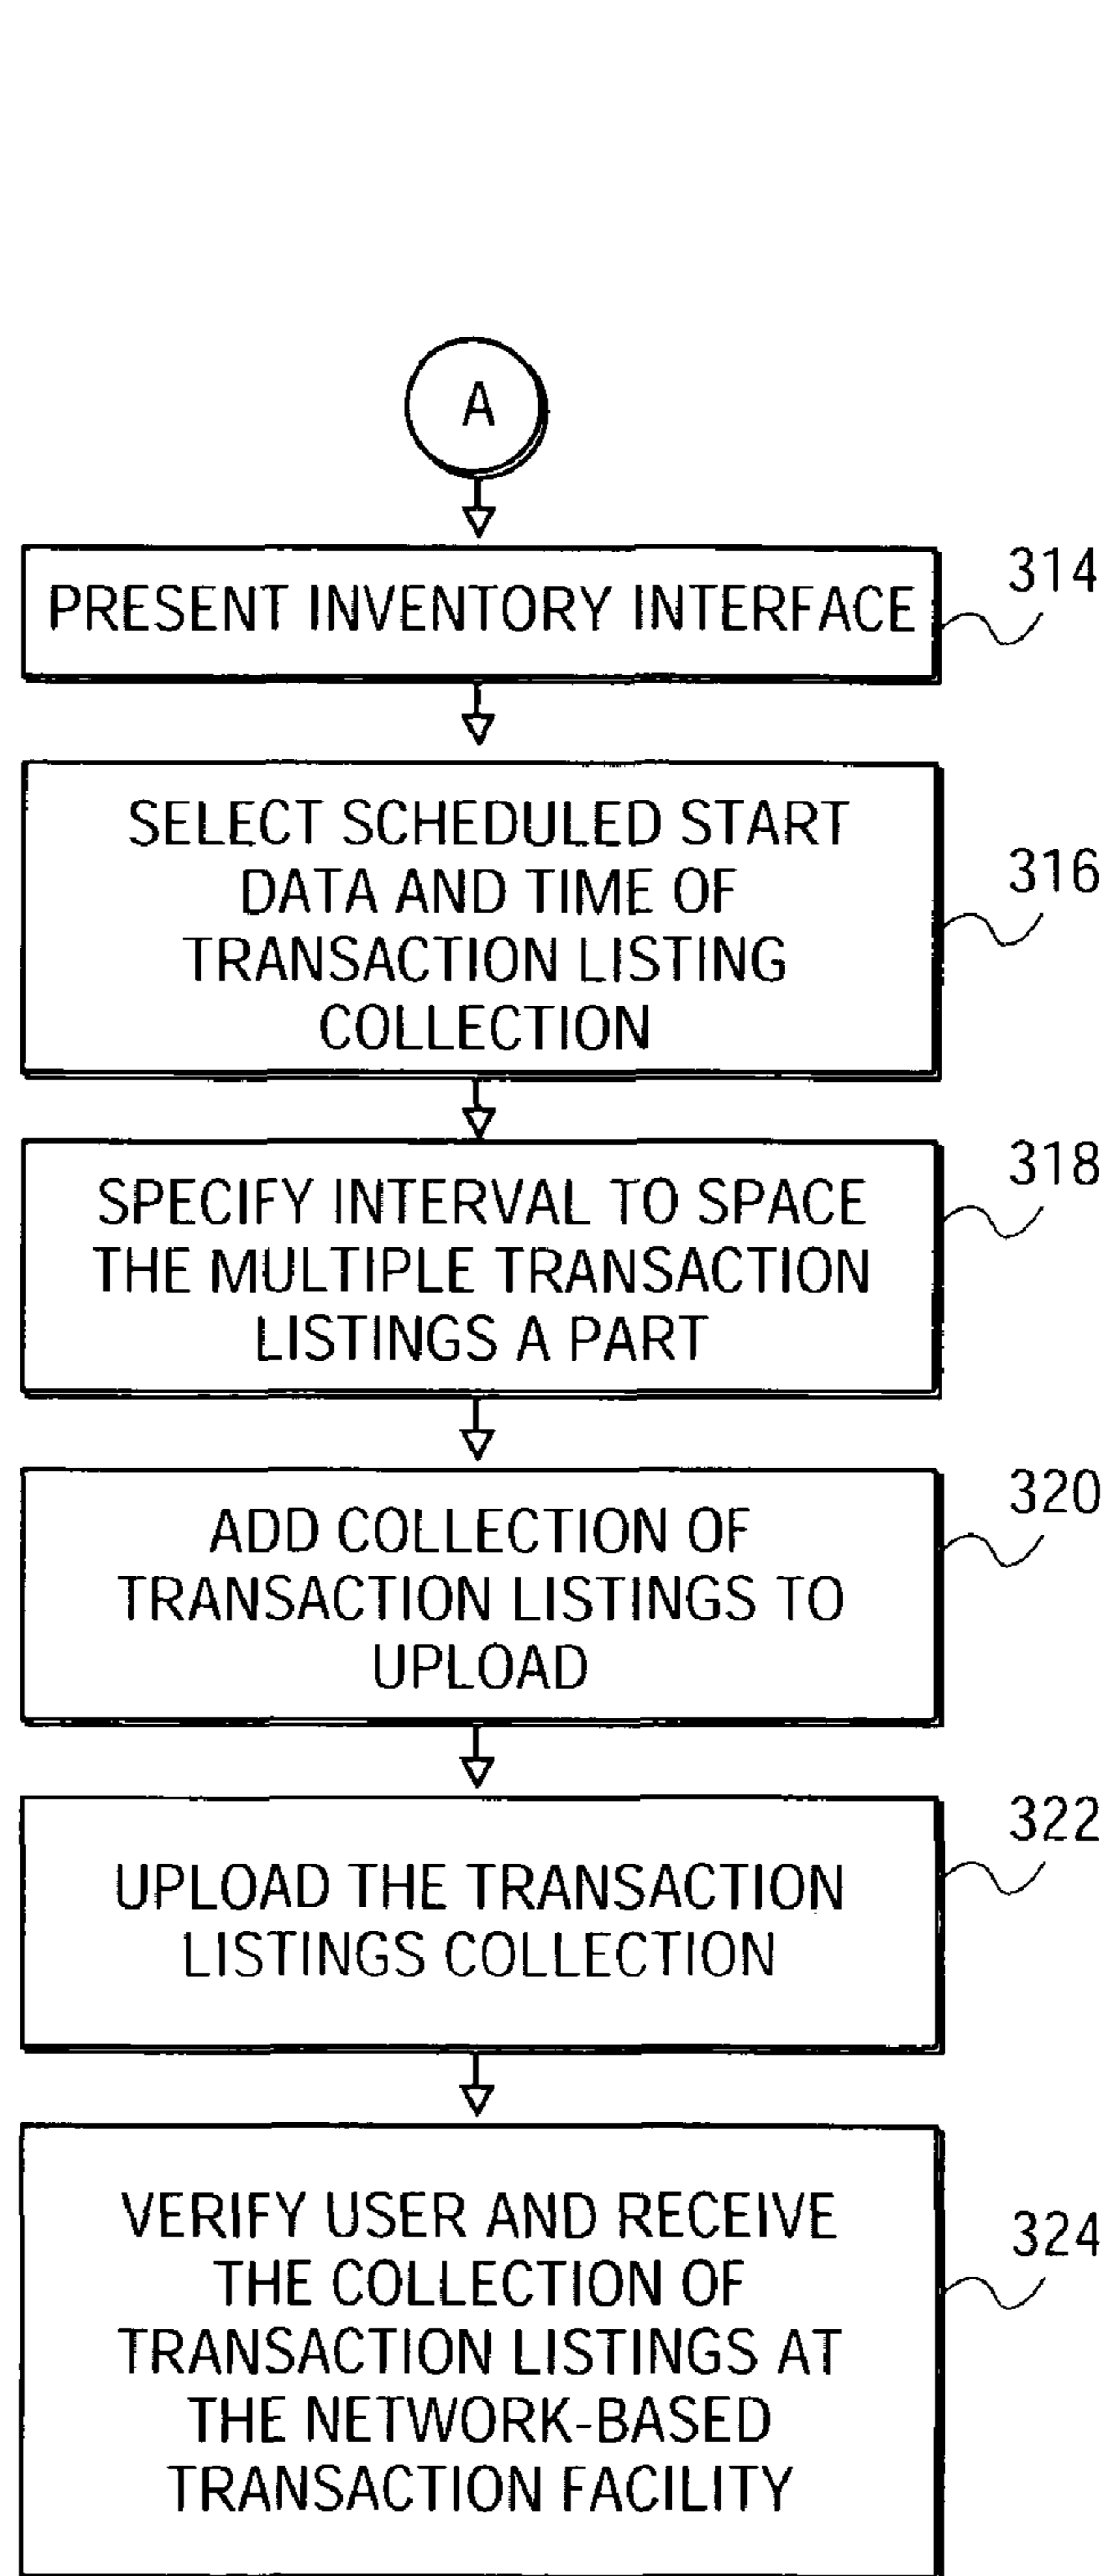 A
PRESENT INVENTORY INTERFACE
314
SELECT SCHEDULED START
DATA AND TIME OF
TRANSACTION LISTING
COLLECTION
316
SPECIFY INTERVAL TO SPACE
THE MULTIPLE TRANSACTION
LISTINGS A PART
318
ADD COLLECTION OF
TRANSACTION LISTINGS TO
UPLOAD
320
UPLOAD THE TRANSACTION
LISTINGS COLLECTION
322
VERIFY USER AND RECEIVE
THE COLLECTION OF
TRANSACTION LISTINGS AT
THE NETWORK-BASED
TRANSACTION FACILITY
324